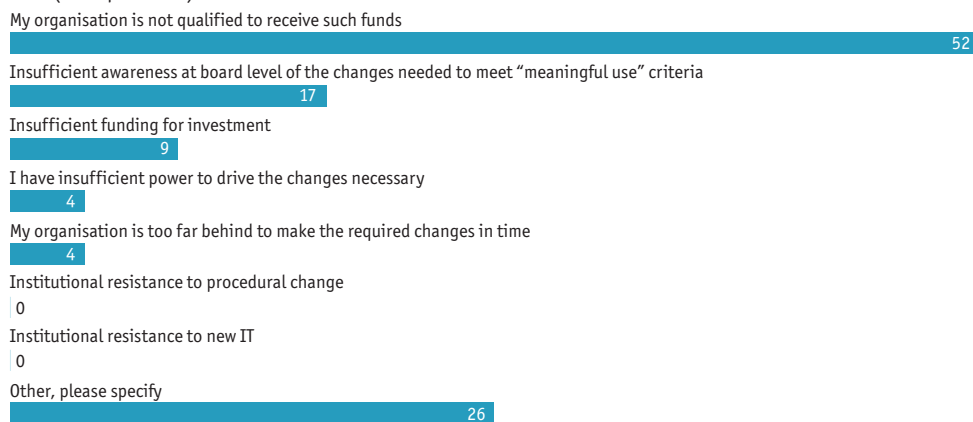 My organisation is not qualified to receive such funds
52
Insufficient awareness at board level of the changes needed to meet “meaningful use” criteria
17
Insufficient funding for investment
9
I have insufficient power to drive the changes necessary
4
My organisation is too far behind to make the required changes in time
4
Institutional resistance to procedural change
0
Institutional resistance to new IT
0
Other, please specify
26